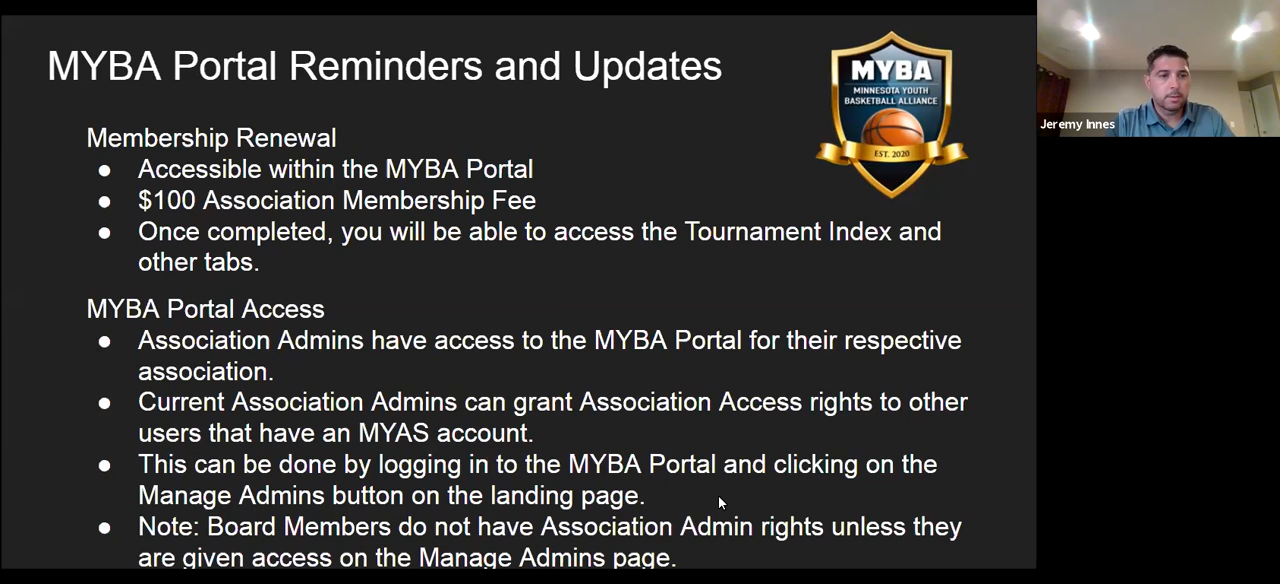 MYBA Portal Reminders and Updates
MYBA
MINNESOTA YOUTH
BASKETBALL ALLIANCE
EST. 2020
Jeremy Innes
Membership Renewal
● Accessible within the MYBA Portal
● $100 Association Membership Fee
● Once completed, you will be able to access the Tournament Index and
other tabs.
MYBA Portal Access
● Association Admins have access to the MYBA Portal for their respective
association.
● Current Association Admins can grant Association Access rights to other
users that have an MYAS account.
● This can be done by logging in to the MYBA Portal and clicking on the
Manage Admins button on the landing page.
● Note: Board Members do not have Association Admin rights unless they
are given access on the Manage Admins page.